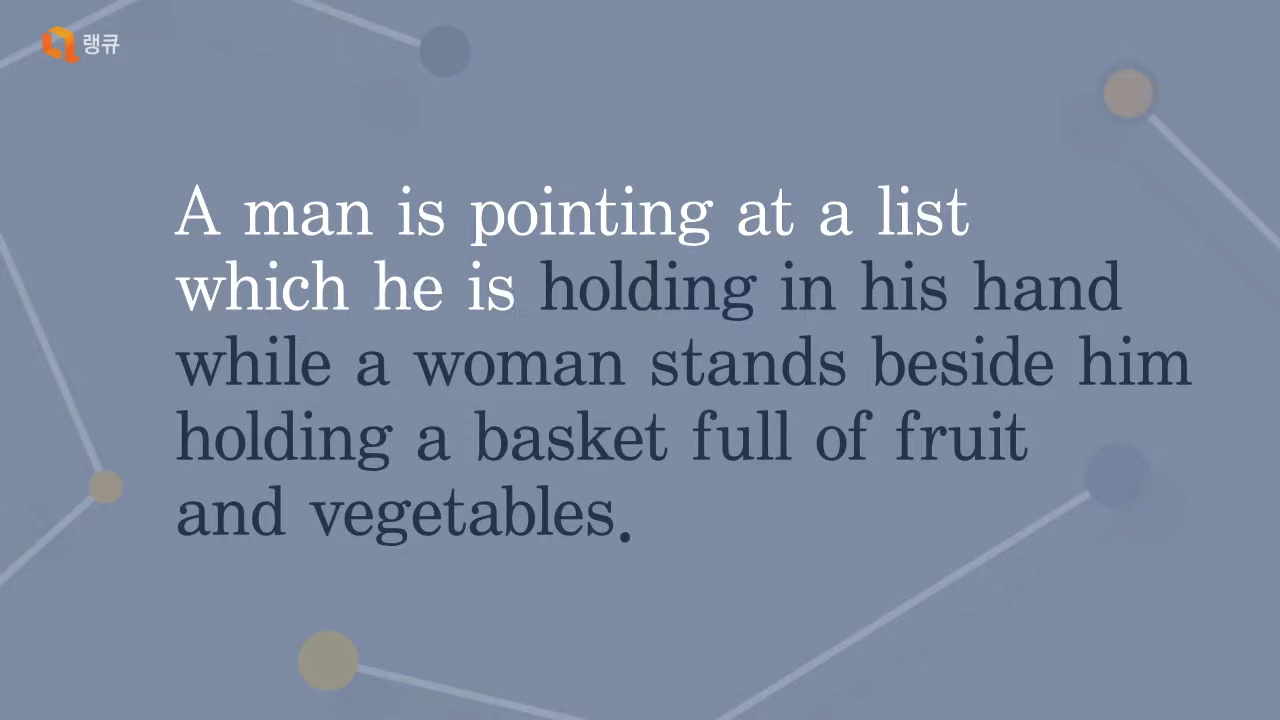 랭큐
A man is pointing at a list
which he is holding in his hand
while a woman stands beside him
holding a basket full of fruit
and vegetables.